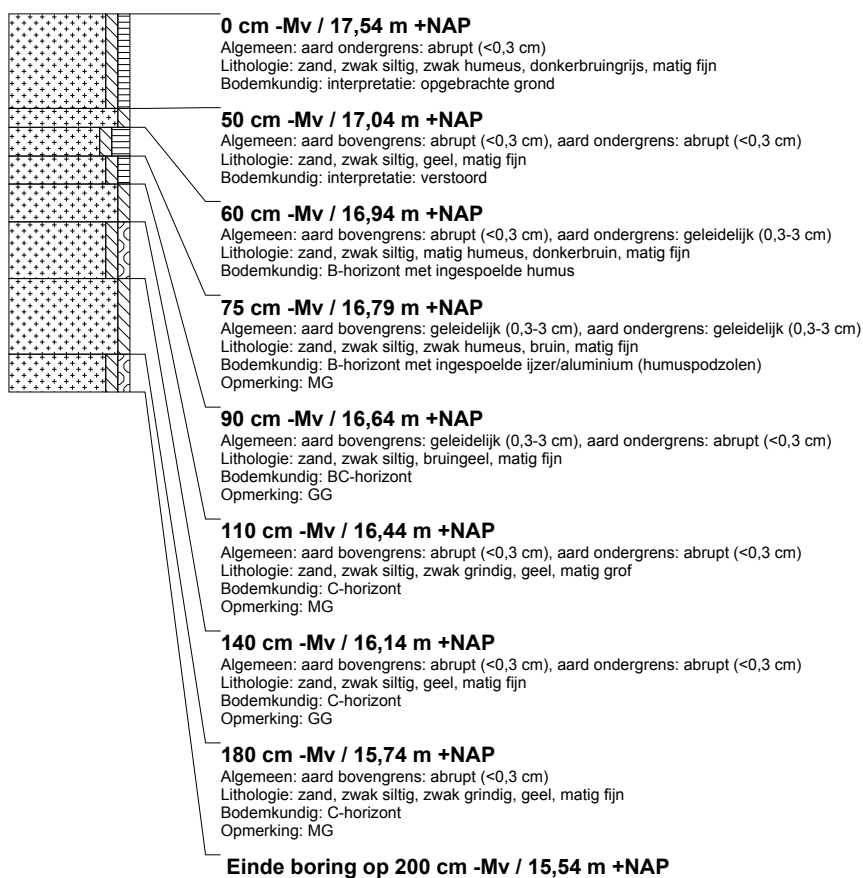 0 cm -Mv / 17,54 m +NAP
Algemeen: aard ondergrens: abrupt (<0,3 cm)
Lithologie: zand, zwak siltig, zwak humeus, donkerbruingrijs, matig fijn
Bodemkundig: interpretatie: opgebrachte grond
50 cm -Mv / 17,04 m +NAP
Algemeen: aard bovengrens: abrupt (<0,3 cm), aard ondergrens: abrupt (<0,3 cm)
Lithologie: zand, zwak siltig, geel, matig fijn
Bodemkundig: interpretatie: verstoord
60 cm -Mv / 16,94 m +NAP
Algemeen: aard bovengrens: abrupt (<0,3 cm), aard ondergrens: geleidelijk (0,3-3 cm)
Lithologie: zand, zwak siltig, matig humeus, donkerbruin, matig fijn
Bodemkundig: B-horizont met ingespoelde humus
75 cm -Mv / 16,79 m +NAP
Algemeen: aard bovengrens: geleidelijk (0,3-3 cm), aard ondergrens: geleidelijk (0,3-3 cm)
Lithologie: zand, zwak siltig, zwak humeus, bruin, matig fijn
Bodemkundig: B-horizont met ingespoelde ijzer/aluminium (humuspodzolen)
Opmerking: MG
90 cm -Mv / 16,64 m +NAP
Algemeen: aard bovengrens: geleidelijk (0,3-3 cm), aard ondergrens: abrupt (<0,3 cm)
Lithologie: zand, zwak siltig, bruingeel, matig fijn
Bodemkundig: BC-horizont
Opmerking: GG
110 cm -Mv / 16,44 m +NAP
Algemeen: aard bovengrens: abrupt (<0,3 cm), aard ondergrens: abrupt (<0,3 cm)
Lithologie: zand, zwak siltig, zwak grindig, geel, matig grof
Bodemkundig: C-horizont
Opmerking: MG
140 cm -Mv / 16,14 m +NAP
Algemeen: aard bovengrens: abrupt (<0,3 cm), aard ondergrens: abrupt (<0,3 cm)
Lithologie: zand, zwak siltig, geel, matig fijn
Bodemkundig: C-horizont
Opmerking: GG
180 cm -Mv / 15,74 m +NAP
Algemeen: aard bovengrens: abrupt (<0,3 cm)
Lithologie: zand, zwak siltig, zwak grindig, geel, matig fijn
Bodemkundig: C-horizont
Opmerking: MG
Einde boring op 200 cm -Mv / 15,54 m +NAP